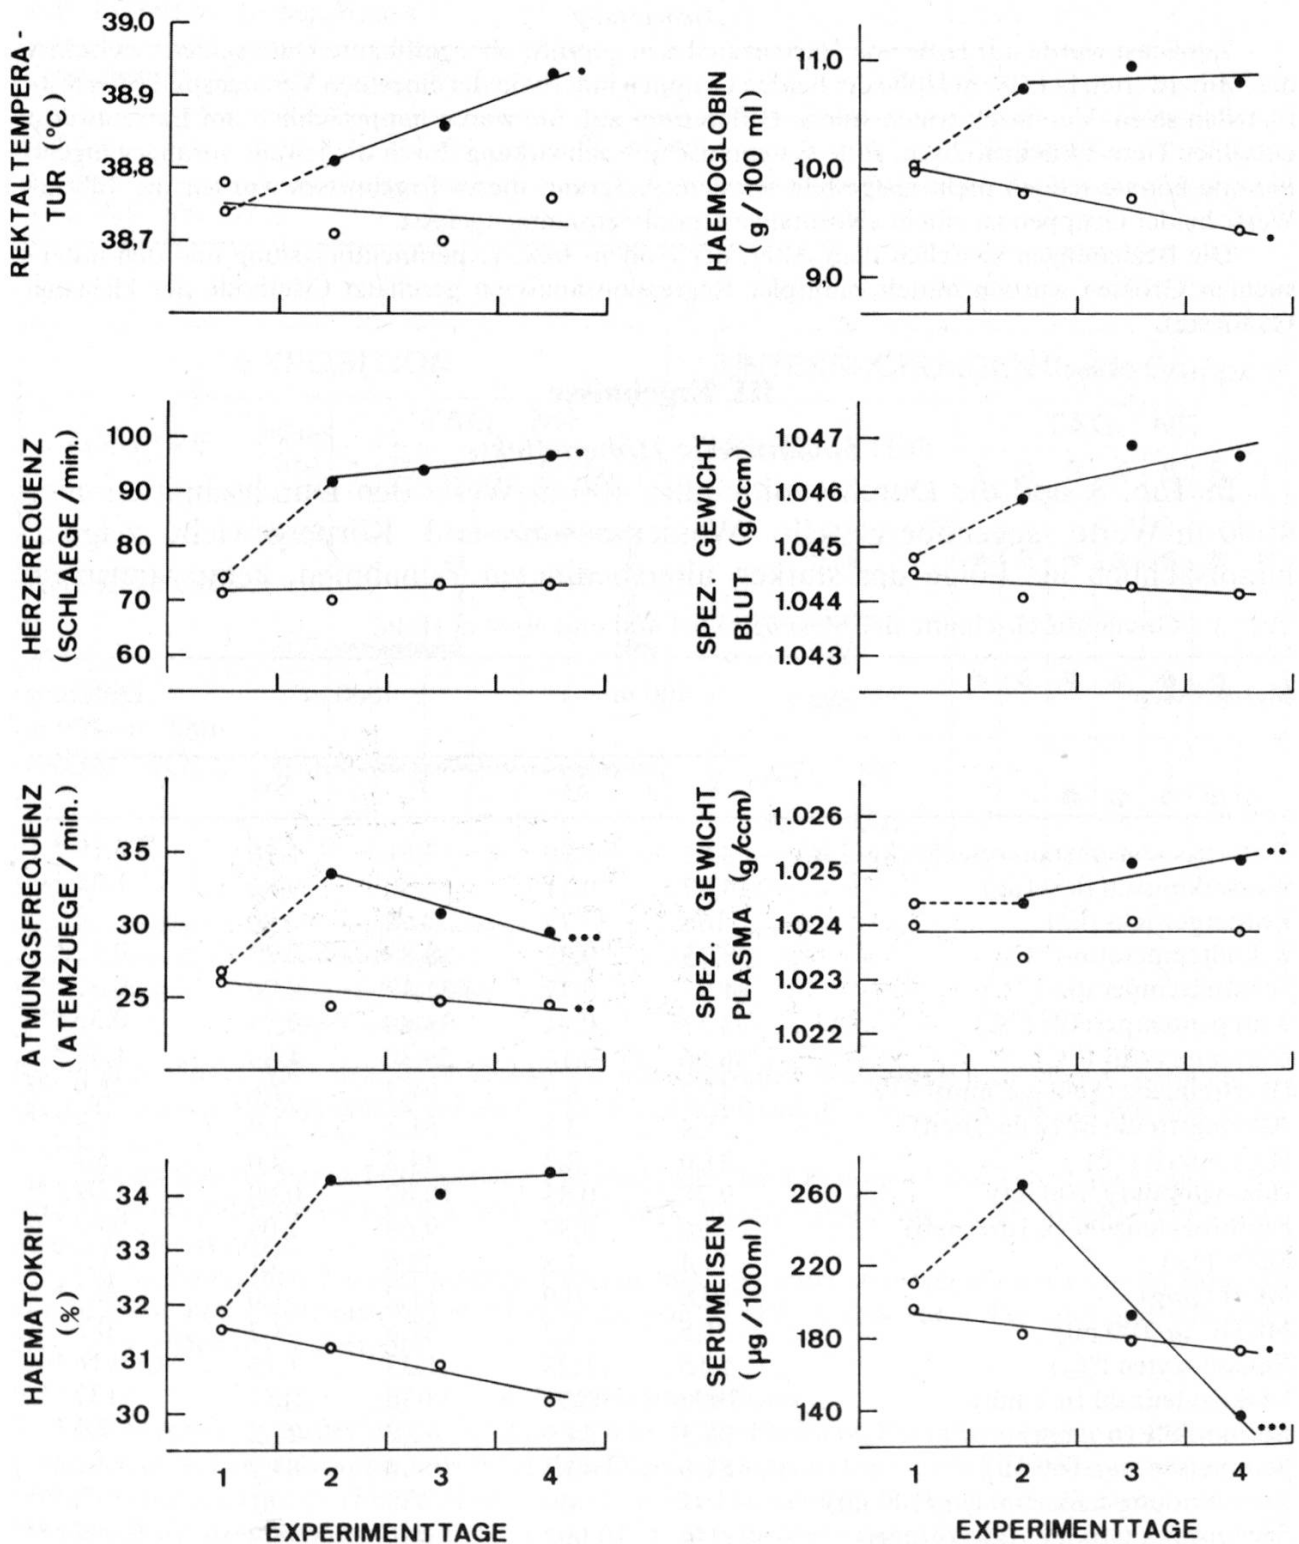 REKTALTEMPERA-
TUR (°C)
39,0
38,9
38,8
38,7
HAEMOGLOBIN
(g/100 ml)
11,0
10,0
9,0
HERZFREQUENZ
(SCHLAEGE/min.)
100
90
80
70
60
SPEZ. GEWICHT
BLUT (g/ccm)
1.047
1.046
1.045
1.044
1.043
ATMUNGSFREQUENZ
(ATEMZUEGE/min.)
35
30
25
SPEZ. GEWICHT
PLASMA (g/ccm)
1.026
1.025
1.024
1.023
1.022
HAEMATOKRIT
(%)
34
33
32
31
30
1 2 3 4
EXPERIMENTTAGE
SERUMEISEN
(µg/100ml)
260
220
180
140
1 2 3 4
EXPERIMENTTAGE